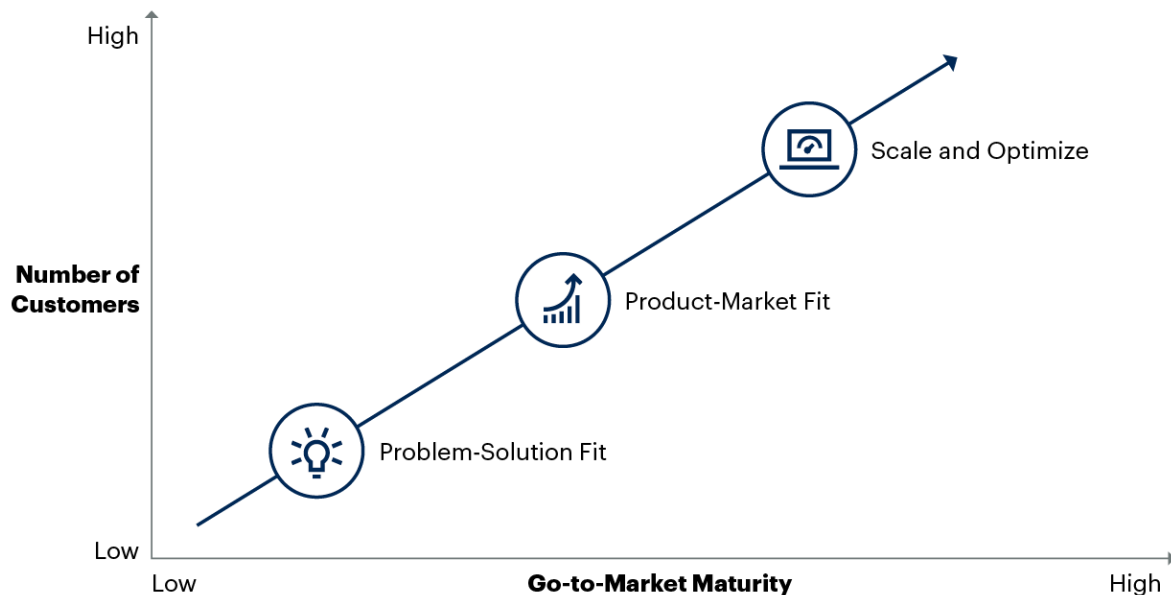 High
Scale and Optimize
Number of
Customers
Product-Market Fit
Problem-Solution Fit
Low
Low
Go-to-Market Maturity
High